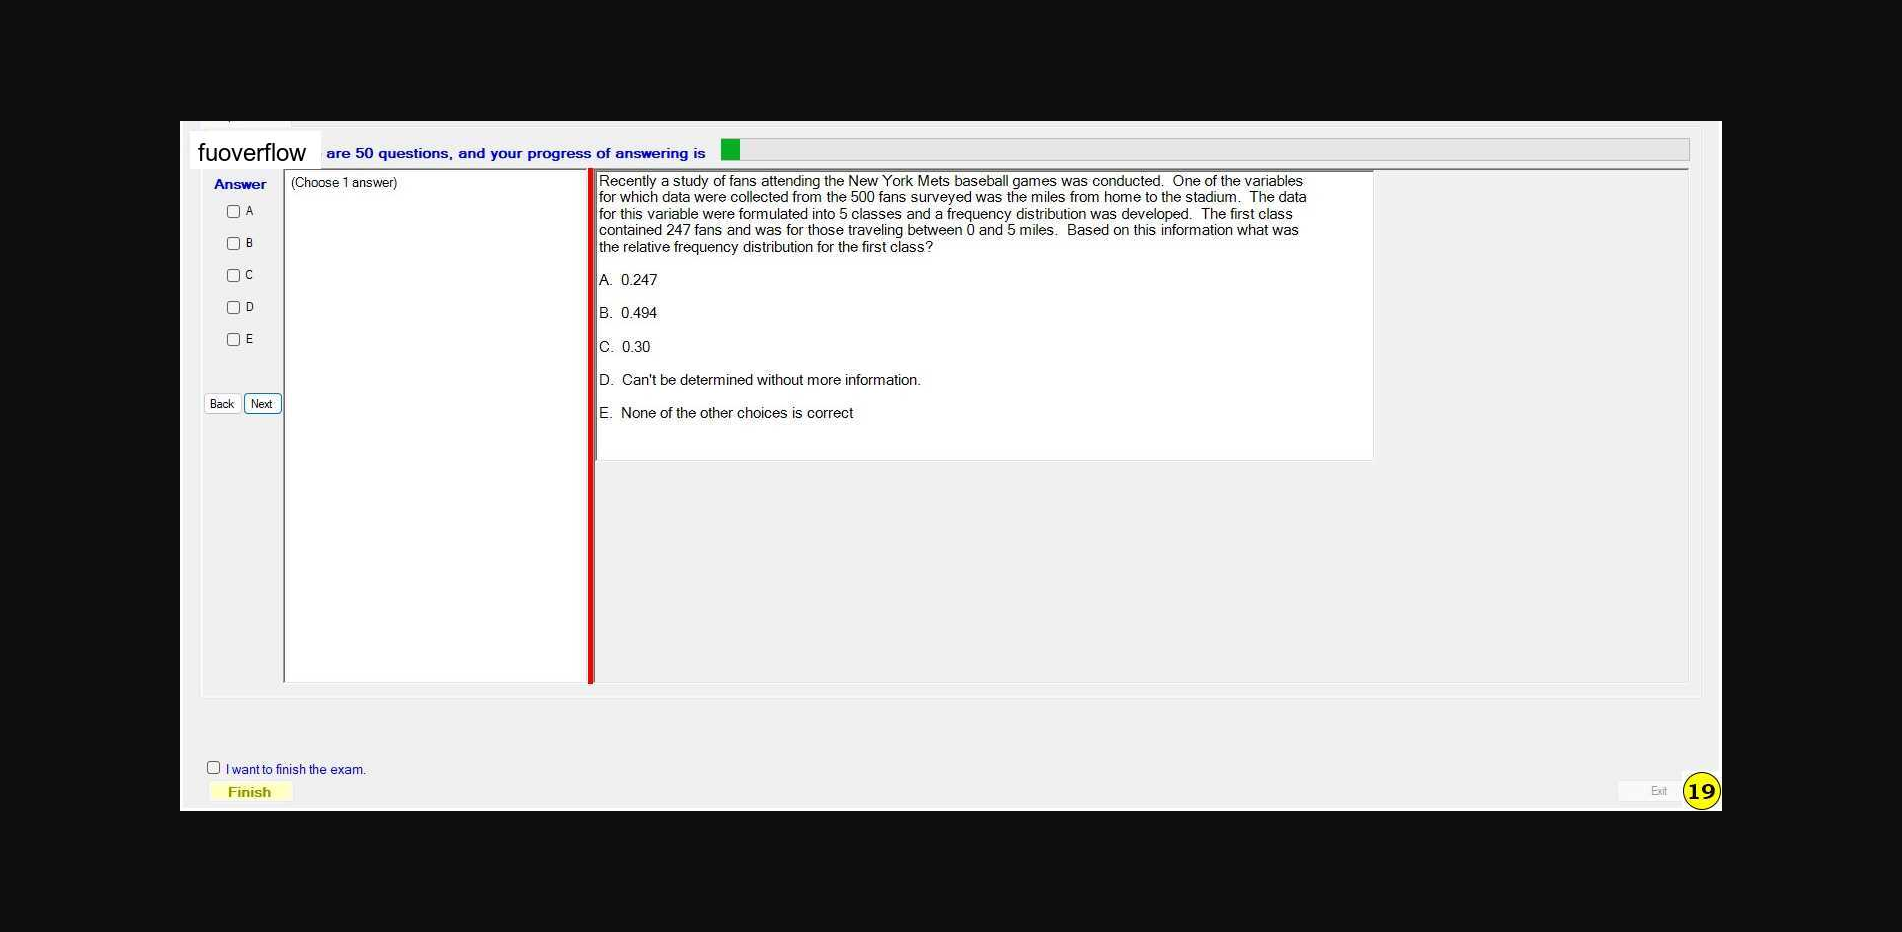 fuoverflow are 50 questions, and your progress of answering is
Answer
A
B
C
D
E
Back Next
(Choose 1 answer)
Recently a study of fans attending the New York Mets baseball games was conducted. One of the variables
for which data were collected from the 500 fans surveyed was the miles from home to the stadium. The data
for this variable were formulated into 5 classes and a frequency distribution was developed. The first class
contained 247 fans and was for those traveling between 0 and 5 miles. Based on this information what was
the relative frequency distribution for the first class?
A. 0.247
B. 0.494
C. 0.30
D. Can't be determined without more information.
E. None of the other choices is correct
I want to finish the exam.
Finish
Exit
19